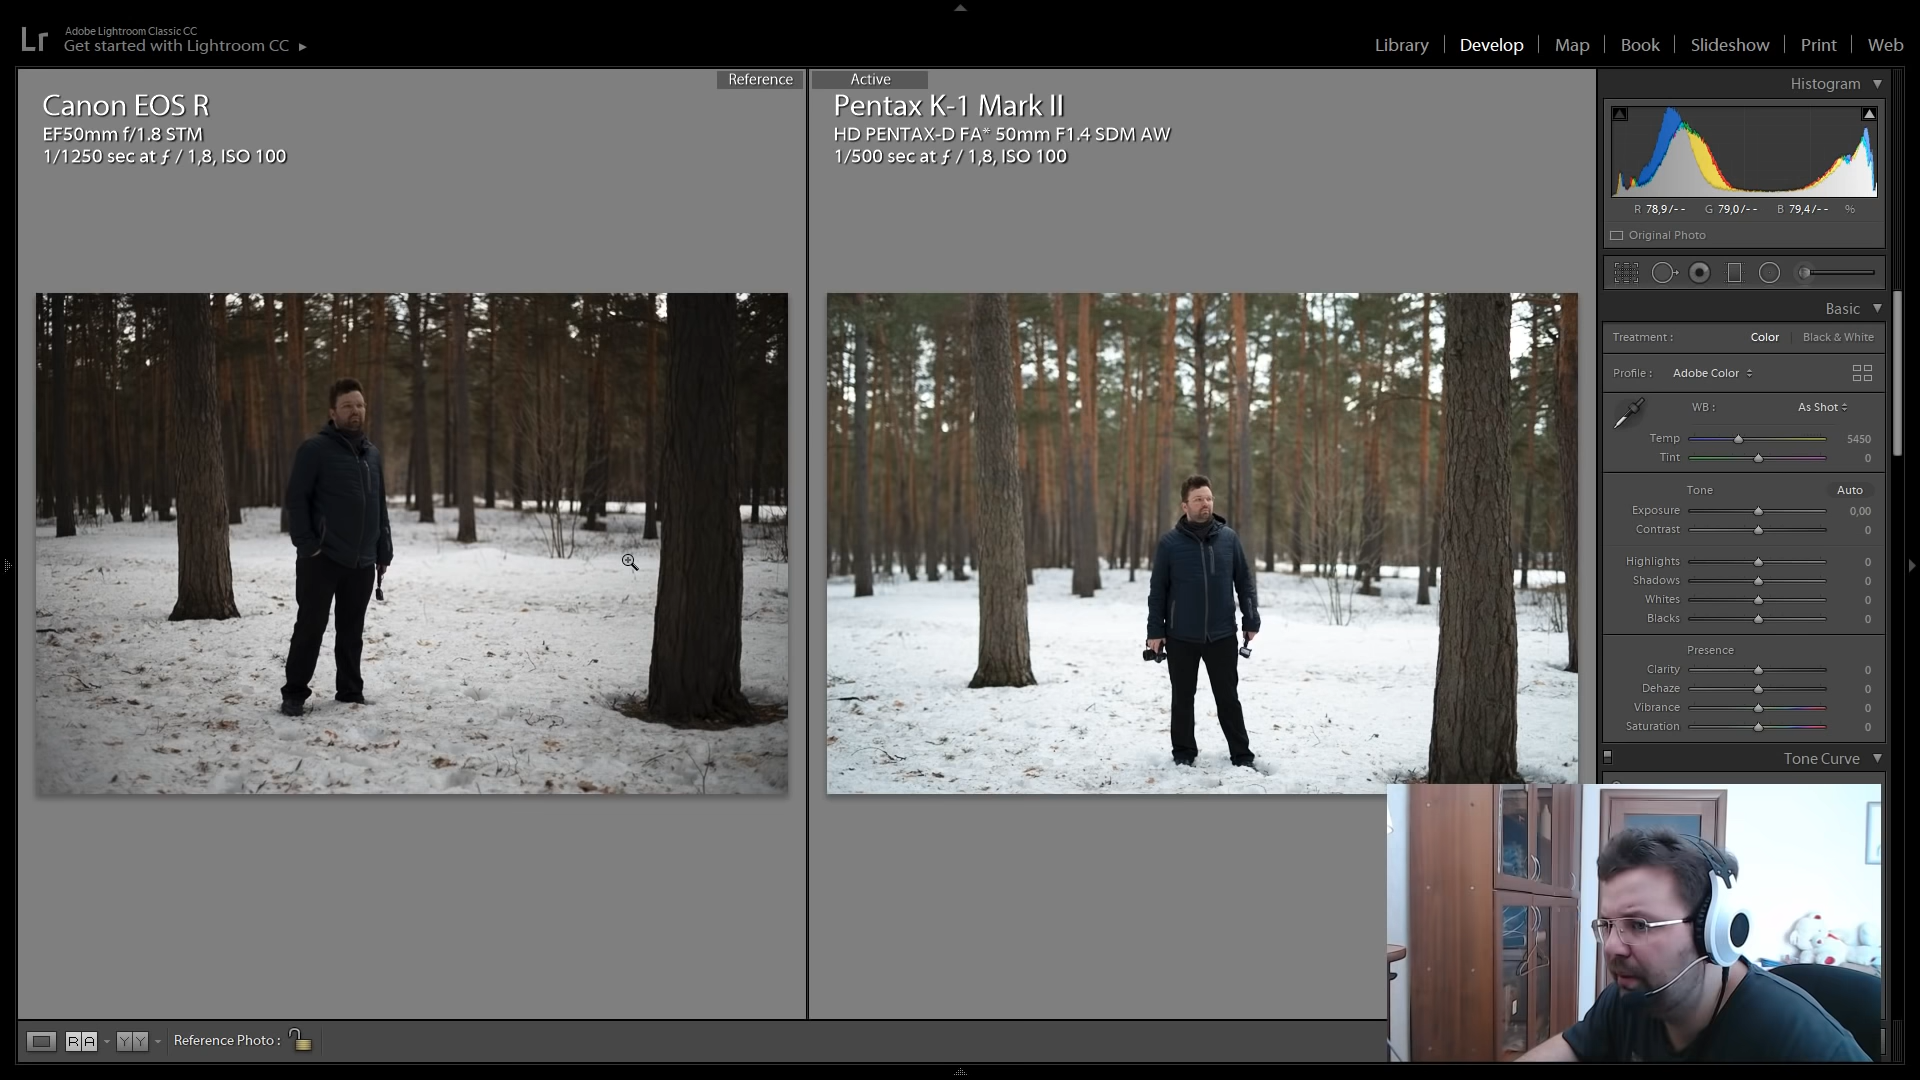 Lr
Adobe Lightroom Classic CC
Get started with Lightroom CC
Library Develop Map Book Slideshow Print Web
Reference
Active
Canon EOS R
EF50mm f/1.8 STM
1/1250 sec at ƒ / 1,8, ISO 100
Pentax K-1 Mark II
HD PENTAX-D FA* 50mm F1.4 SDM AW
1/500 sec at ƒ / 1,8, ISO 100
Histogram
R 78,9/-- G 79,0/-- B 79,4/-- %
Original Photo
Basic
Treatment : Color Black & White
Profile : Adobe Color
WB : As Shot
Temp 5450
Tint 0
Tone Auto
Exposure 0,00
Contrast 0
Highlights 0
Shadows 0
Whites 0
Blacks 0
Presence
Clarity 0
Dehaze 0
Vibrance 0
Saturation 0
Tone Curve
R A Y Y Reference Photo :